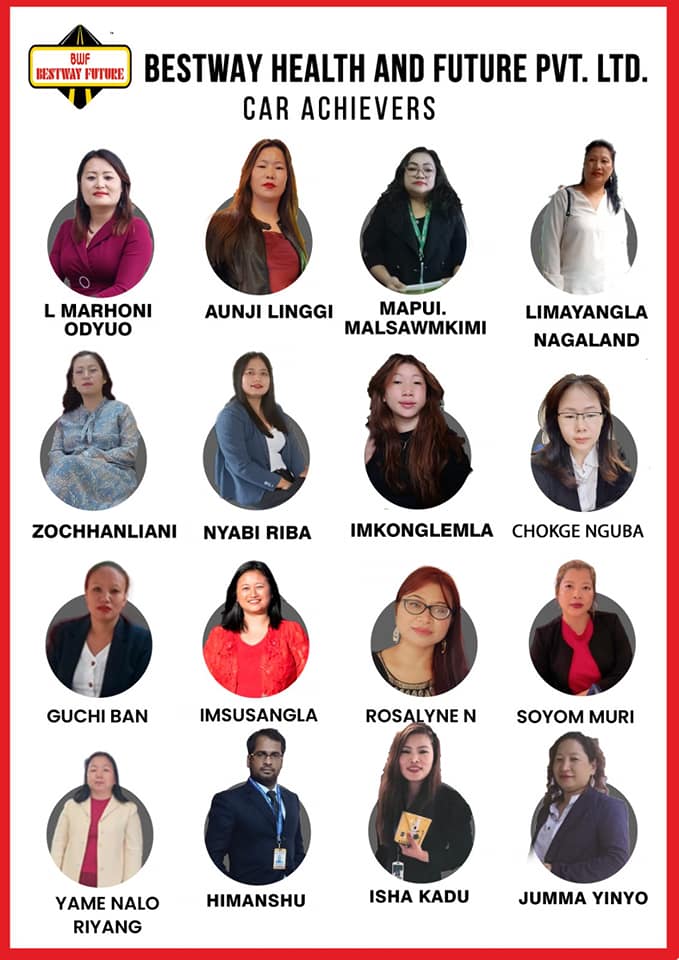 BWF
BESTWAY FUTURE
BESTWAY HEALTH AND FUTURE PVT. LTD.
CAR ACHIEVERS
L MARHONI
ODYUO
AUNJI LINGGI
MAPUI.
MALSAWMKIMI
LIMAYANGLA
NAGALAND
ZOCHHANLIANI
NYABI RIBA
IMKONGLEMLA
CHOKGE NGUBA
GUCHI BAN
IMSUSANGLA
ROSALYNE N
SOYOM MURI
YAME NALO
RIYANG
HIMANSHU
ISHA KADU
JUMMA YINYO